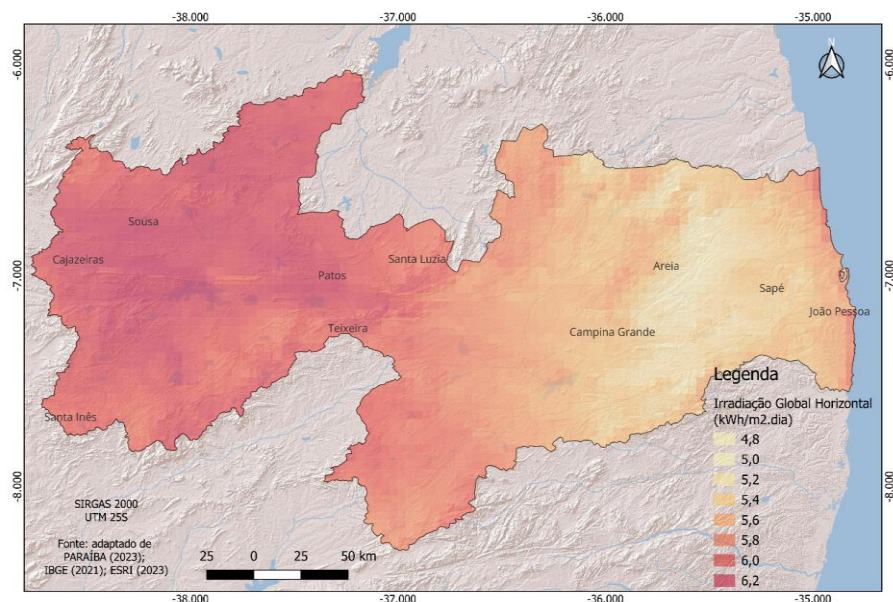 -38.000 -37.000 -36.000 -35.000
-6.000 -6.000
Sousa
Cajazeiras
Patos
Santa Luzia
Areia
-7.000 -7.000
Sapé
João Pessoa
Teixeira
Campina Grande
Santa Inês
Legenda
Irradiação Global Horizontal
(kWh/m2.dia)
4,8
5,0
5,2
5,4
5,6
5,8
6,0
6,2
-8.000 -8.000
SIRGAS 2000
UTM 25S
Fonte: adaptado de
PARAÍBA (2023);
IBGE (2021); ESRI (2023)
25 0 25 50 km
-38.000 -37.000 -36.000 -35.000